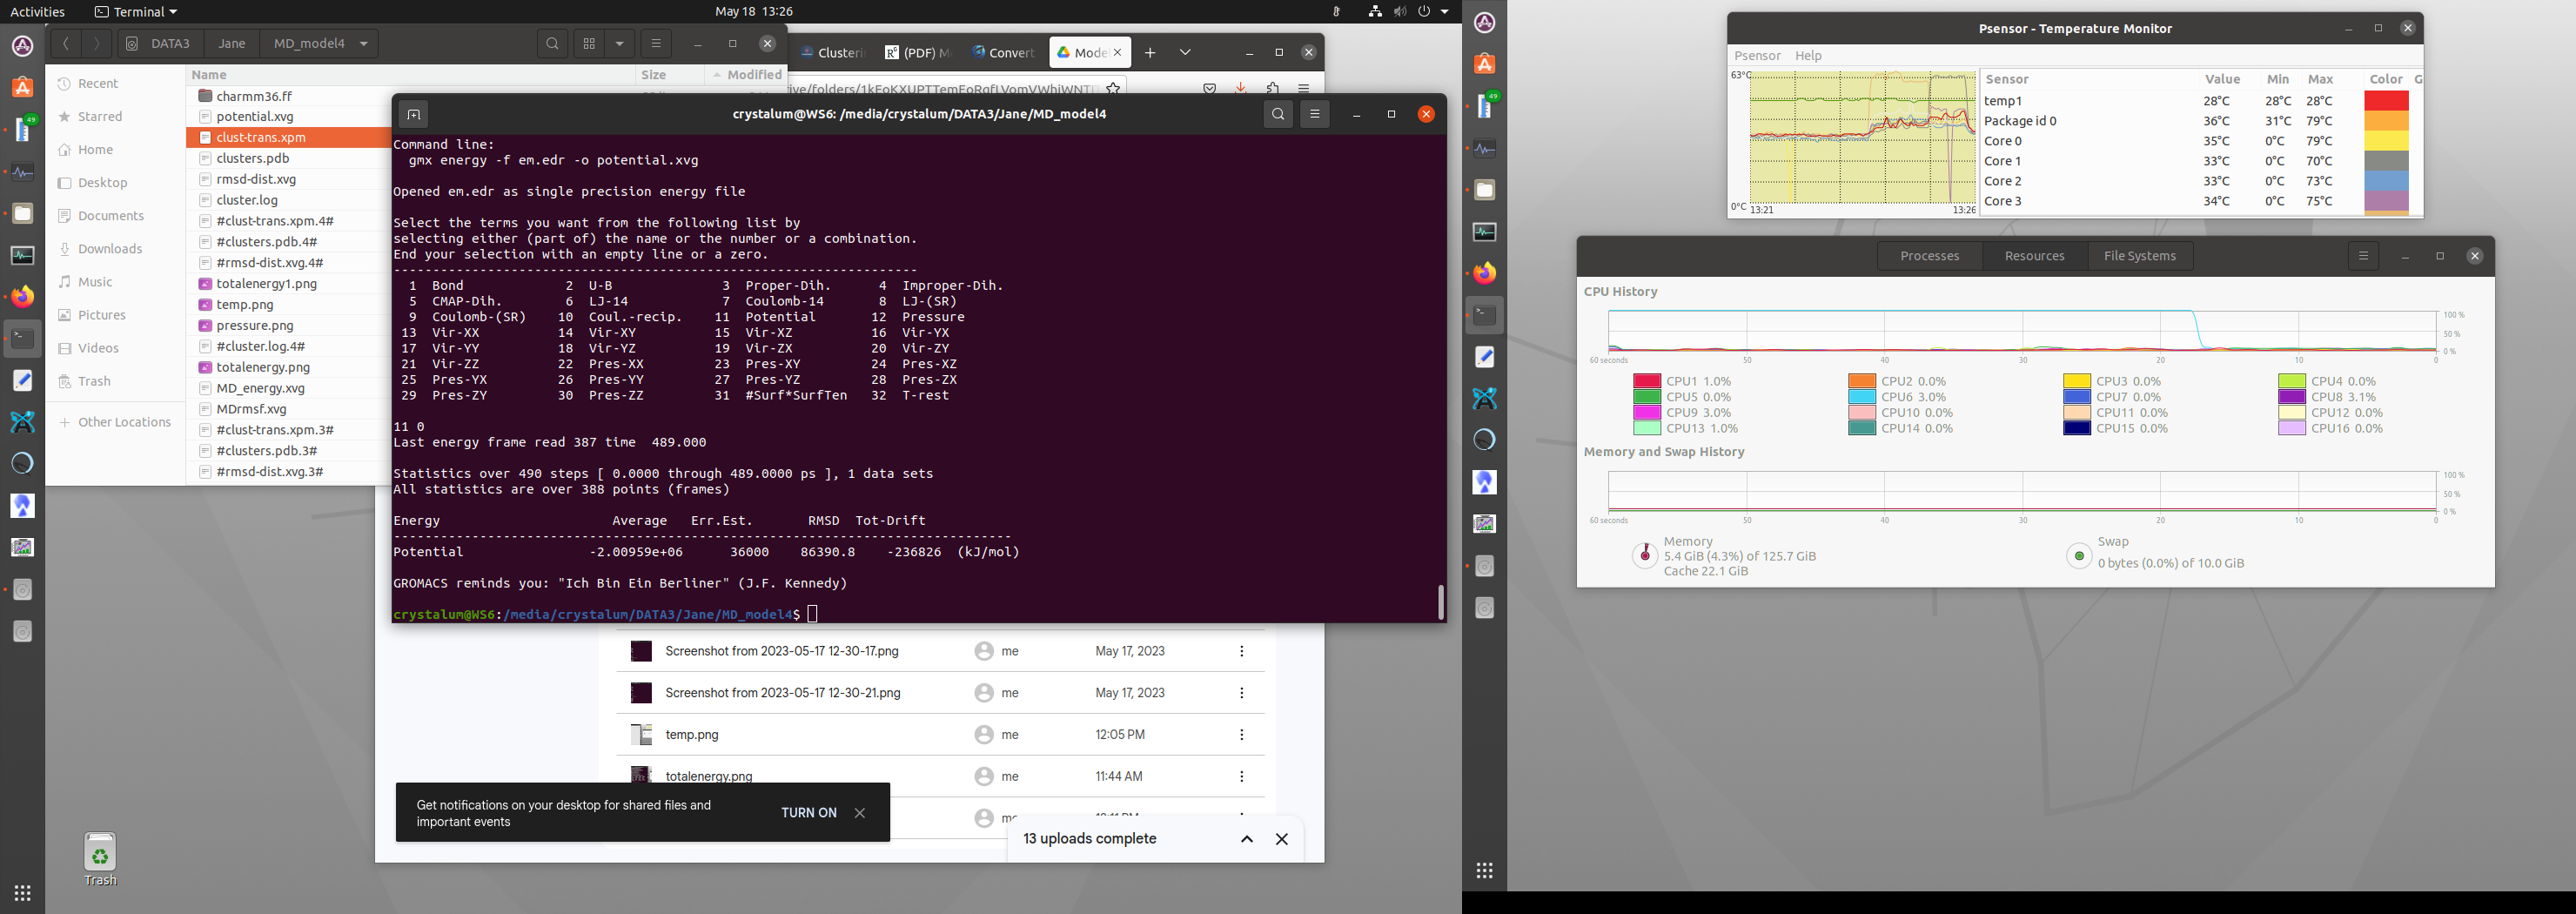 Activities
Terminal
May 18 13:26
DATA3
Jane
MD_model4
Name
Size
Modified
Recent
Starred
Home
Desktop
Documents
Downloads
Music
Pictures
Videos
Trash
Other Locations
charmm36.ff
potential.xvg
clust-trans.xpm
clusters.pdb
rmsd-dist.xvg
cluster.log
#clust-trans.xpm.4#
#clusters.pdb.4#
#rmsd-dist.xvg.4#
totalenergy1.png
temp.png
pressure.png
#cluster.log.4#
totalenergy.png
MD_energy.xvg
MDrmsf.xvg
#clust-trans.xpm.3#
#clusters.pdb.3#
#rmsd-dist.xvg.3#
Trash
49
(PDF) M
Convert
Model
crystalum@WS6: /media/crystalum/DATA3/Jane/MD_model4
Command line:
gmx energy -f em.edr -o potential.xvg
Opened em.edr as single precision energy file
Select the terms you want from the following list by
selecting either (part of) the name or the number or a combination.
End your selection with an empty line or a zero.
-------------------------------------------------------------------
1 Bond 2 U-B 3 Proper-Dih. 4 Improper-Dih.
5 CMAP-Dih. 6 LJ-14 7 Coulomb-14 8 LJ-(SR)
9 Coulomb-(SR) 10 Coul.-recip. 11 Potential 12 Pressure
13 Vir-XX 14 Vir-XY 15 Vir-XZ 16 Vir-YX
17 Vir-YY 18 Vir-YZ 19 Vir-ZX 20 Vir-ZY
21 Vir-ZZ 22 Pres-XX 23 Pres-XY 24 Pres-XZ
25 Pres-YX 26 Pres-YY 27 Pres-YZ 28 Pres-ZX
29 Pres-ZY 30 Pres-ZZ 31 #Surf*SurfTen 32 T-rest
11 0
Last energy frame read 387 time 489.000
Statistics over 490 steps [ 0.0000 through 489.0000 ps ], 1 data sets
All statistics are over 388 points (frames)
Energy Average Err.Est. RMSD Tot-Drift
-------------------------------------------------------------------------------
Potential -2.00959e+06 36000 86390.8 -236826 (kJ/mol)
GROMACS reminds you: "Ich Bin Ein Berliner" (J.F. Kennedy)
crystalum@WS6:/media/crystalum/DATA3/Jane/MD_model4$
Screenshot from 2023-05-17 12-30-17.png me May 17, 2023
Screenshot from 2023-05-17 12-30-21.png me May 17, 2023
temp.png me 12:05 PM
totalenergy.png me 11:44 AM
Get notifications on your desktop for shared files and
important events
TURN ON
13 uploads complete
49
Psensor - Temperature Monitor
Psensor Help
63°C
0°C
13:21
13:26
Sensor Value Min Max Color G
temp1 28°C 28°C 28°C
Package id 0 36°C 31°C 79°C
Core 0 35°C 0°C 79°C
Core 1 33°C 0°C 70°C
Core 2 33°C 0°C 73°C
Core 3 34°C 0°C 75°C
Processes
Resources
File Systems
CPU History
100 %
50 %
0 %
60 seconds 50 40 30 20 10 0
CPU1 1.0% CPU2 0.0% CPU3 0.0% CPU4 0.0%
CPU5 0.0% CPU6 3.0% CPU7 0.0% CPU8 3.1%
CPU9 3.0% CPU10 0.0% CPU11 0.0% CPU12 0.0%
CPU13 1.0% CPU14 0.0% CPU15 0.0% CPU16 0.0%
Memory and Swap History
100 %
50 %
0 %
60 seconds 50 40 30 20 10 0
Memory
5.4 GiB (4.3%) of 125.7 GiB
Cache 22.1 GiB
Swap
0 bytes (0.0%) of 10.0 GiB